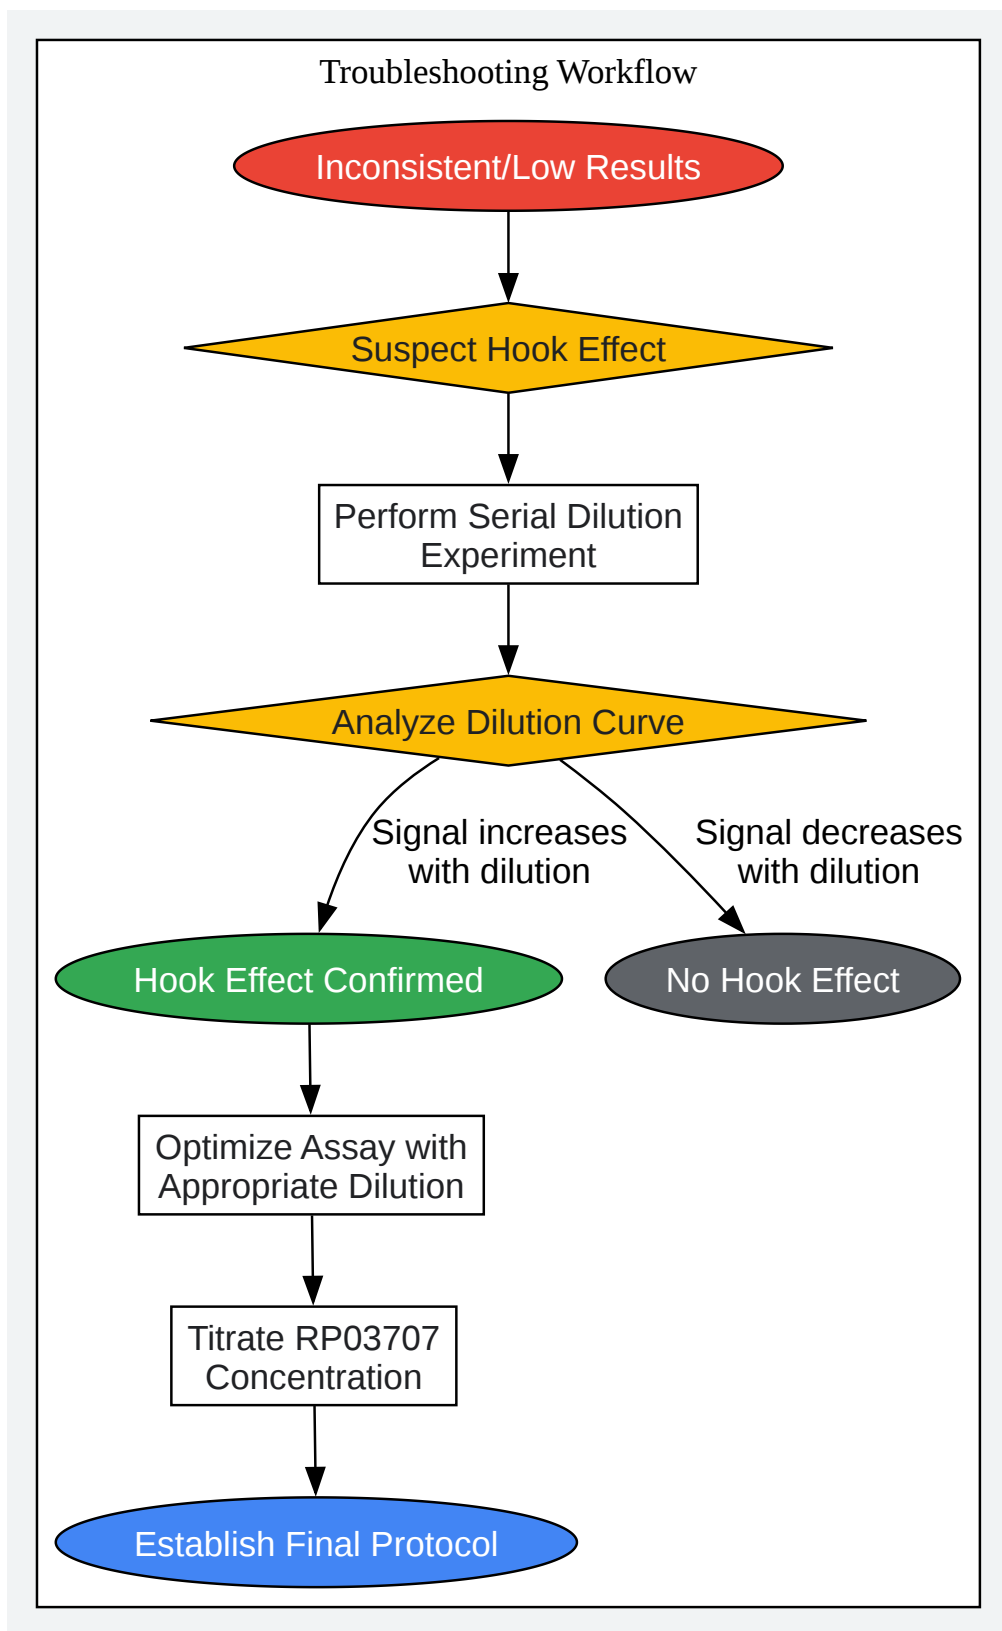 Troubleshooting Workflow
Inconsistent/Low Results
Suspect Hook Effect
Perform Serial Dilution
Experiment
Analyze Dilution Curve
Signal increases
with dilution
Signal decreases
with dilution
Hook Effect Confirmed
No Hook Effect
Optimize Assay with
Appropriate Dilution
Titrate RP03707
Concentration
Establish Final Protocol